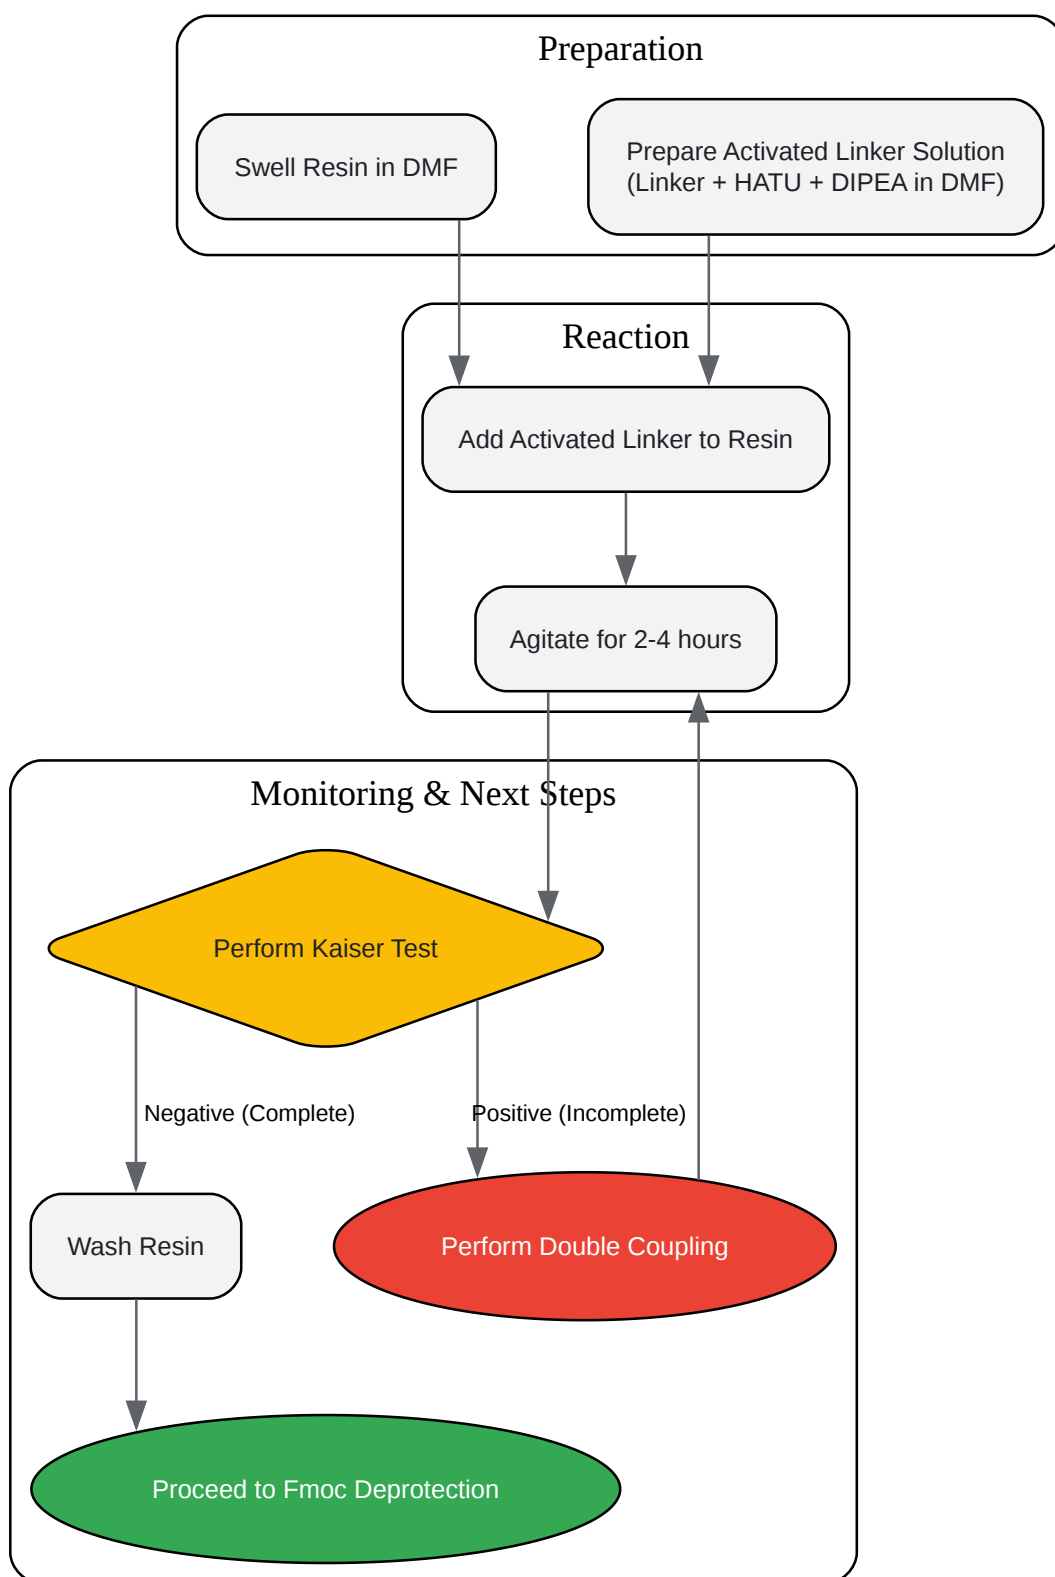 Preparation
Swell Resin in DMF
Prepare Activated Linker Solution
(Linker + HATU + DIPEA in DMF)
Reaction
Add Activated Linker to Resin
Agitate for 2-4 hours
Monitoring & Next Steps
Perform Kaiser Test
Negative (Complete)
Positive (Incomplete)
Wash Resin
Perform Double Coupling
Proceed to Fmoc Deprotection